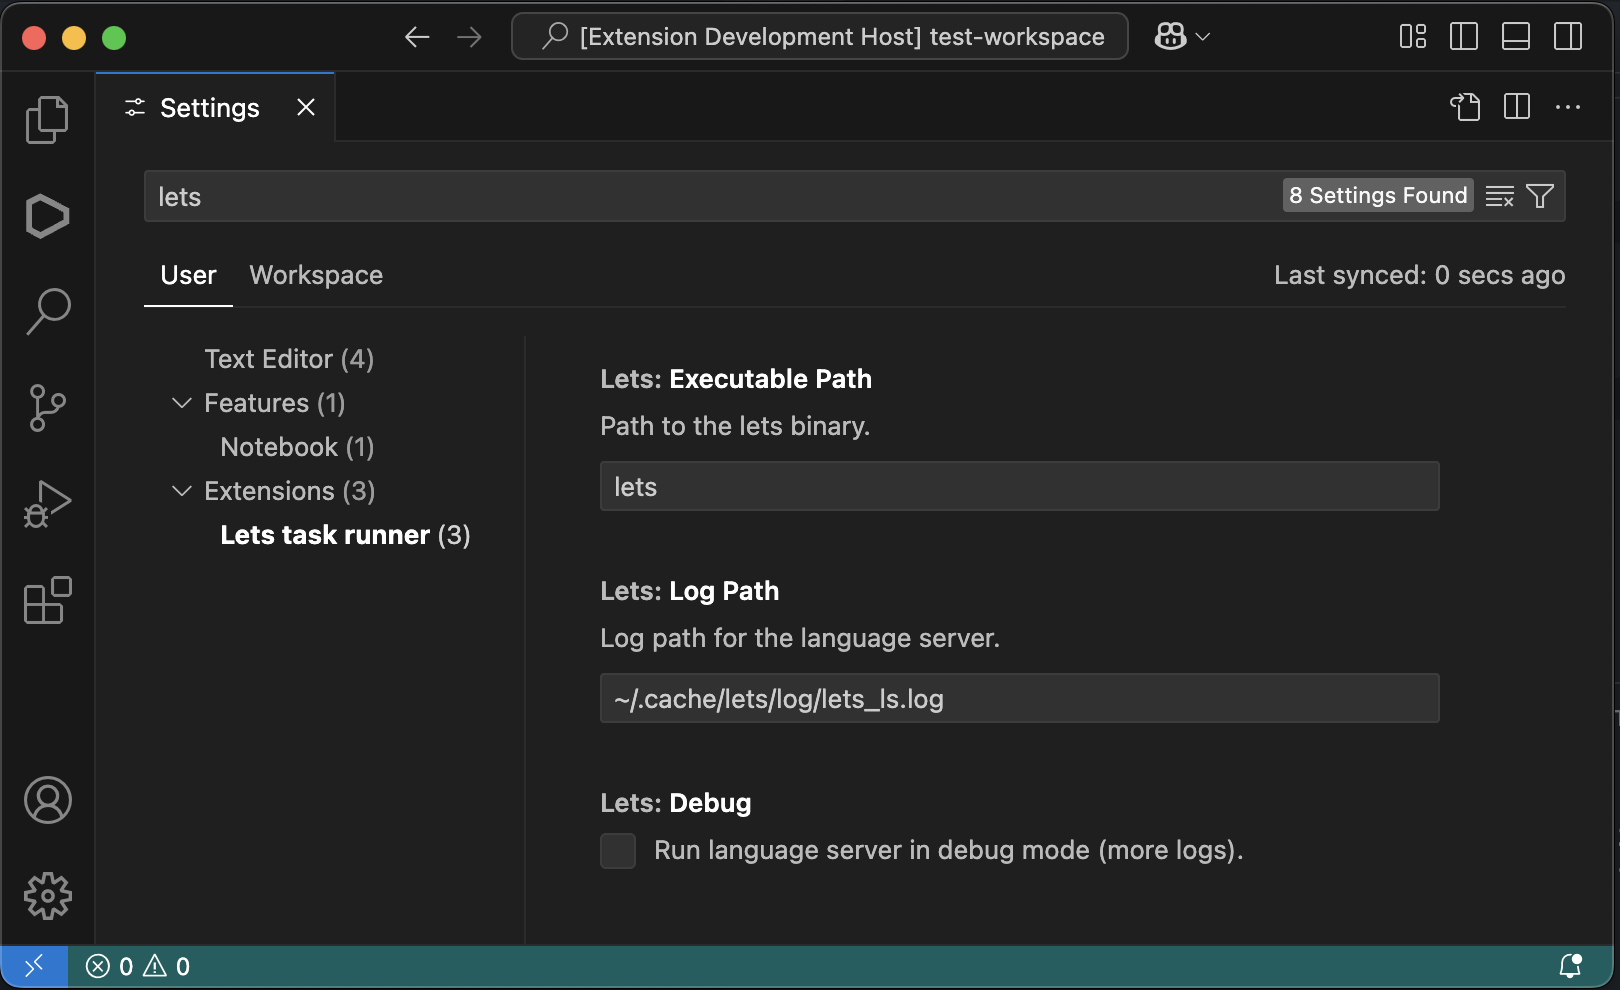 [Extension Development Host] test-workspace
Settings
lets
8 Settings Found
User Workspace
Last synced: 0 secs ago
Text Editor (4)
Features (1)
Notebook (1)
Extensions (3)
Lets task runner (3)
Lets: Executable Path
Path to the lets binary.
lets
Lets: Log Path
Log path for the language server.
~/.cache/lets/log/lets_ls.log
Lets: Debug
Run language server in debug mode (more logs).
0 0